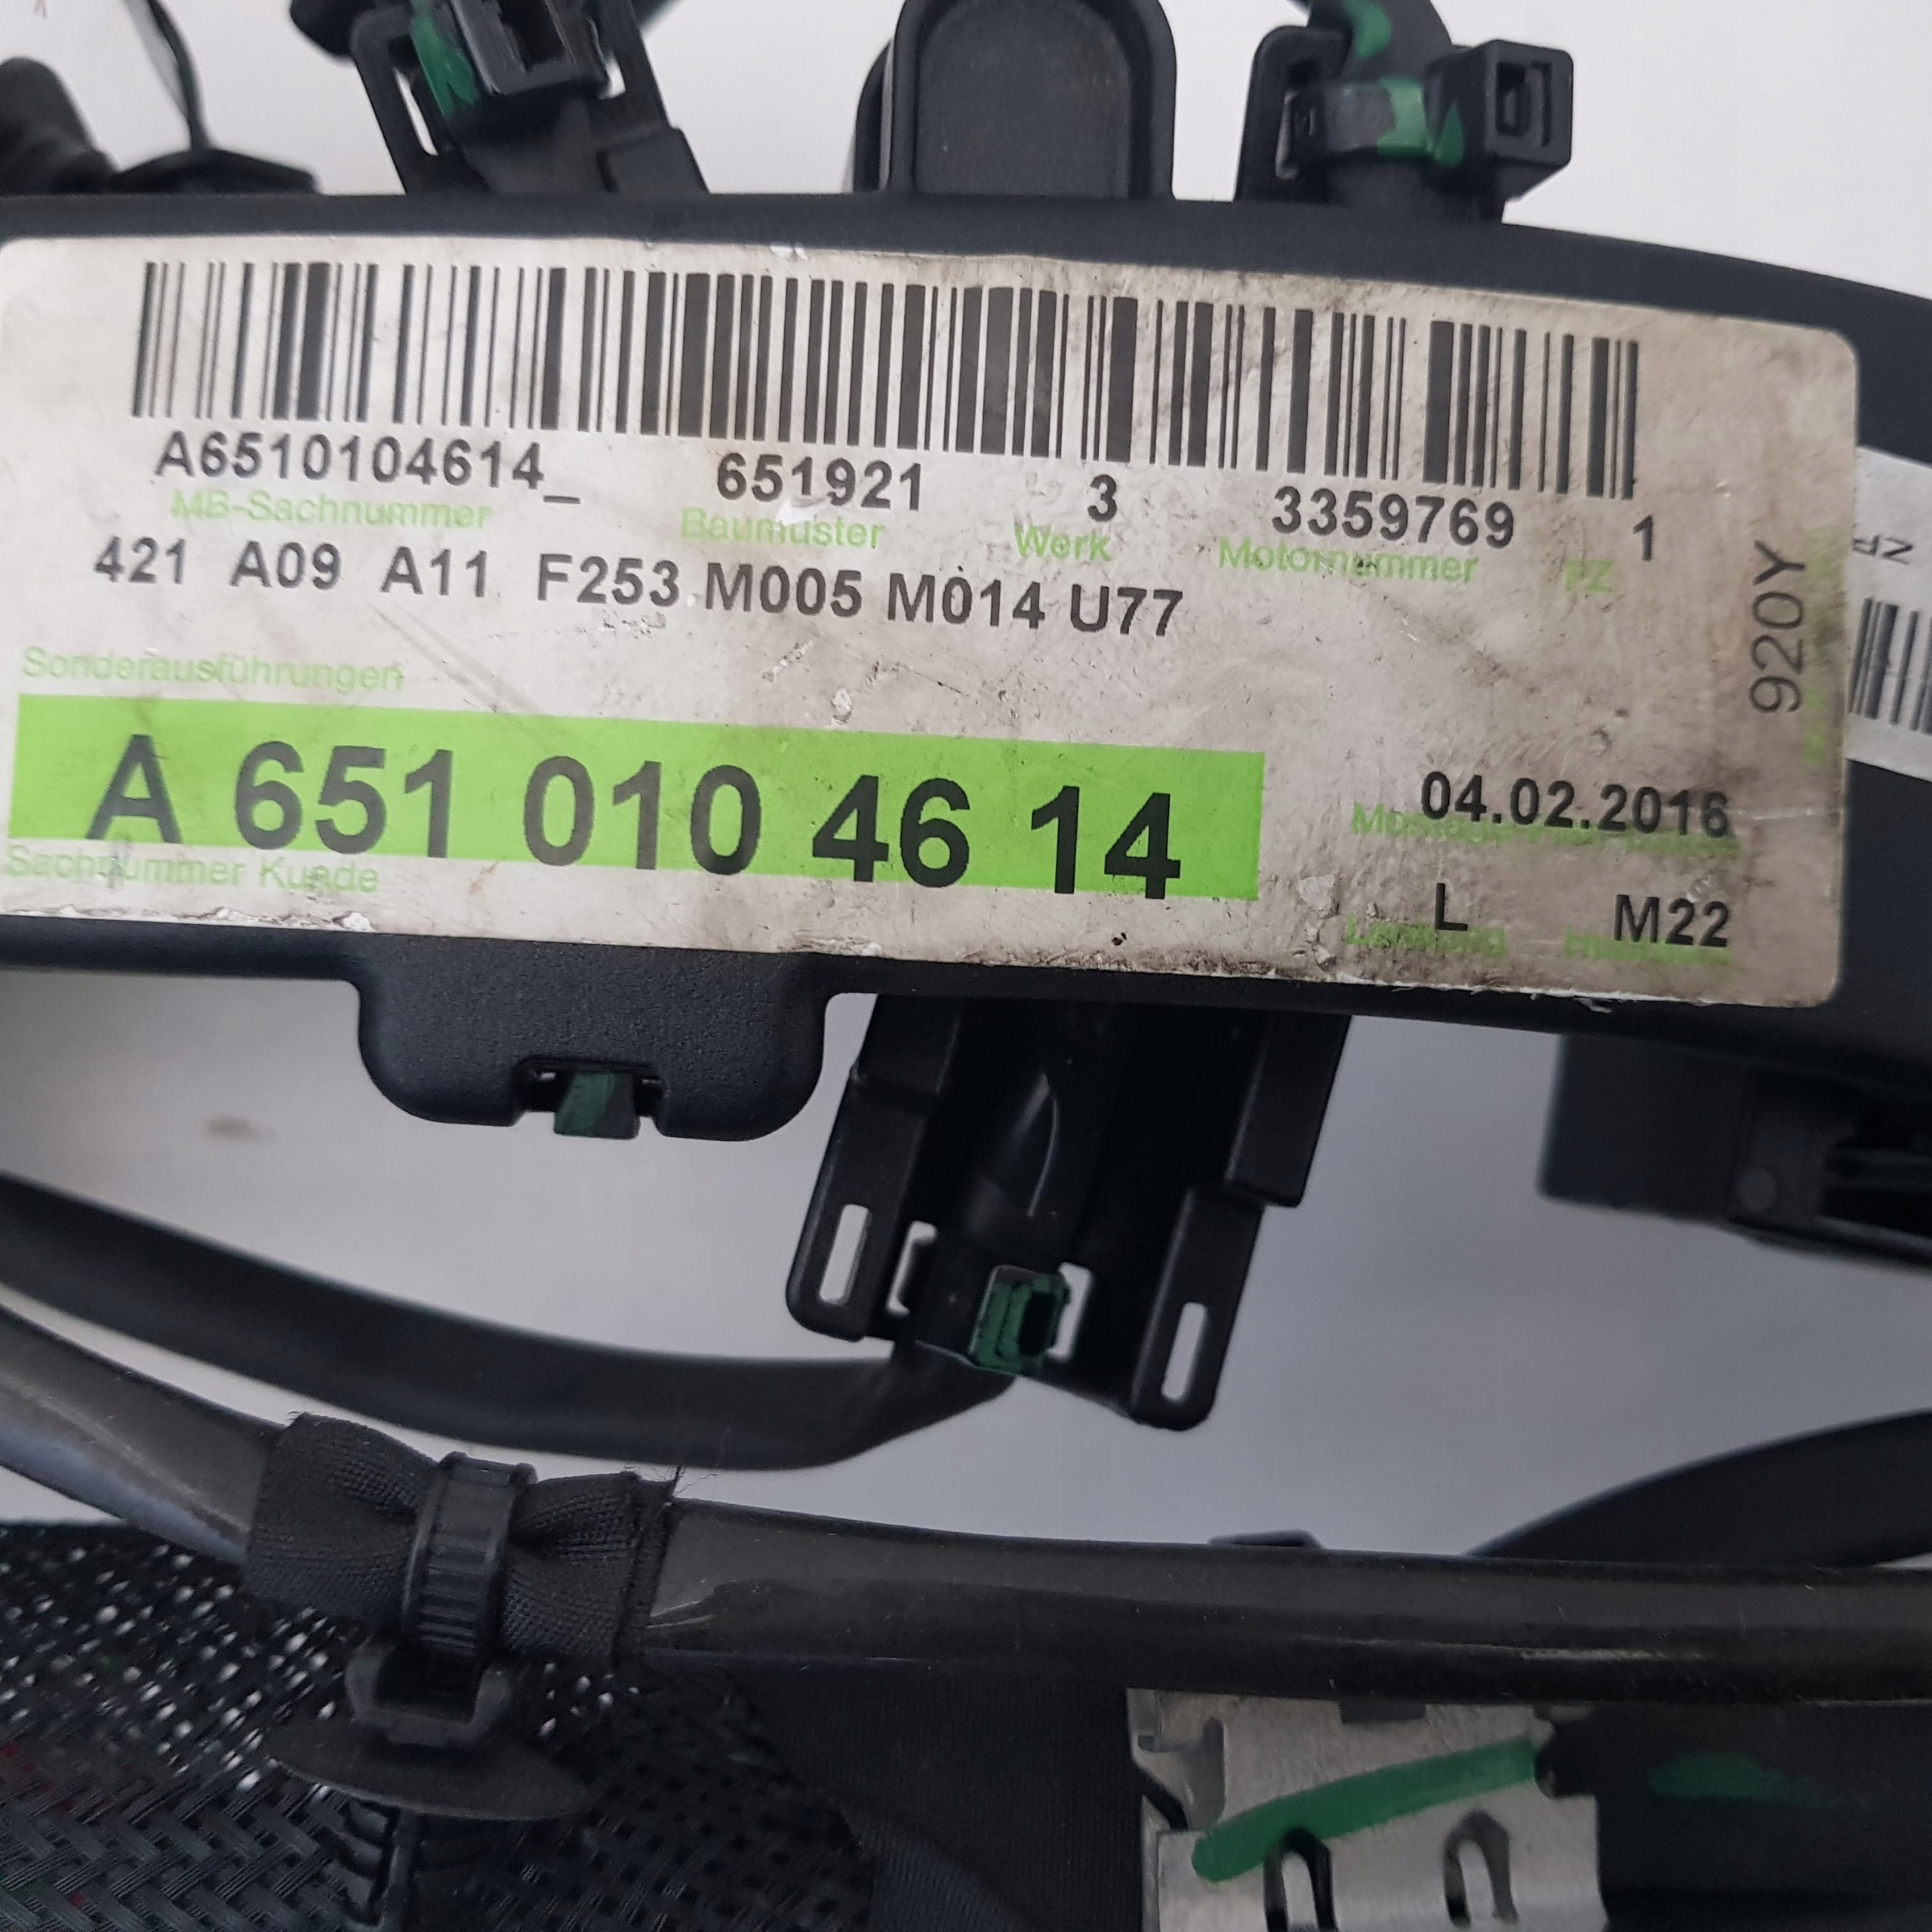 A6510104614_ 651921 3 3359769 1
MB-Sachnummer Baumuster Werk Motornummer PZ
421 A09 A11 F253 M005 M014 U77
Sonderausführungen
920Y
A 651 010 46 14
04.02.2016
Sachnummer Kunde
L M22
Lenkung